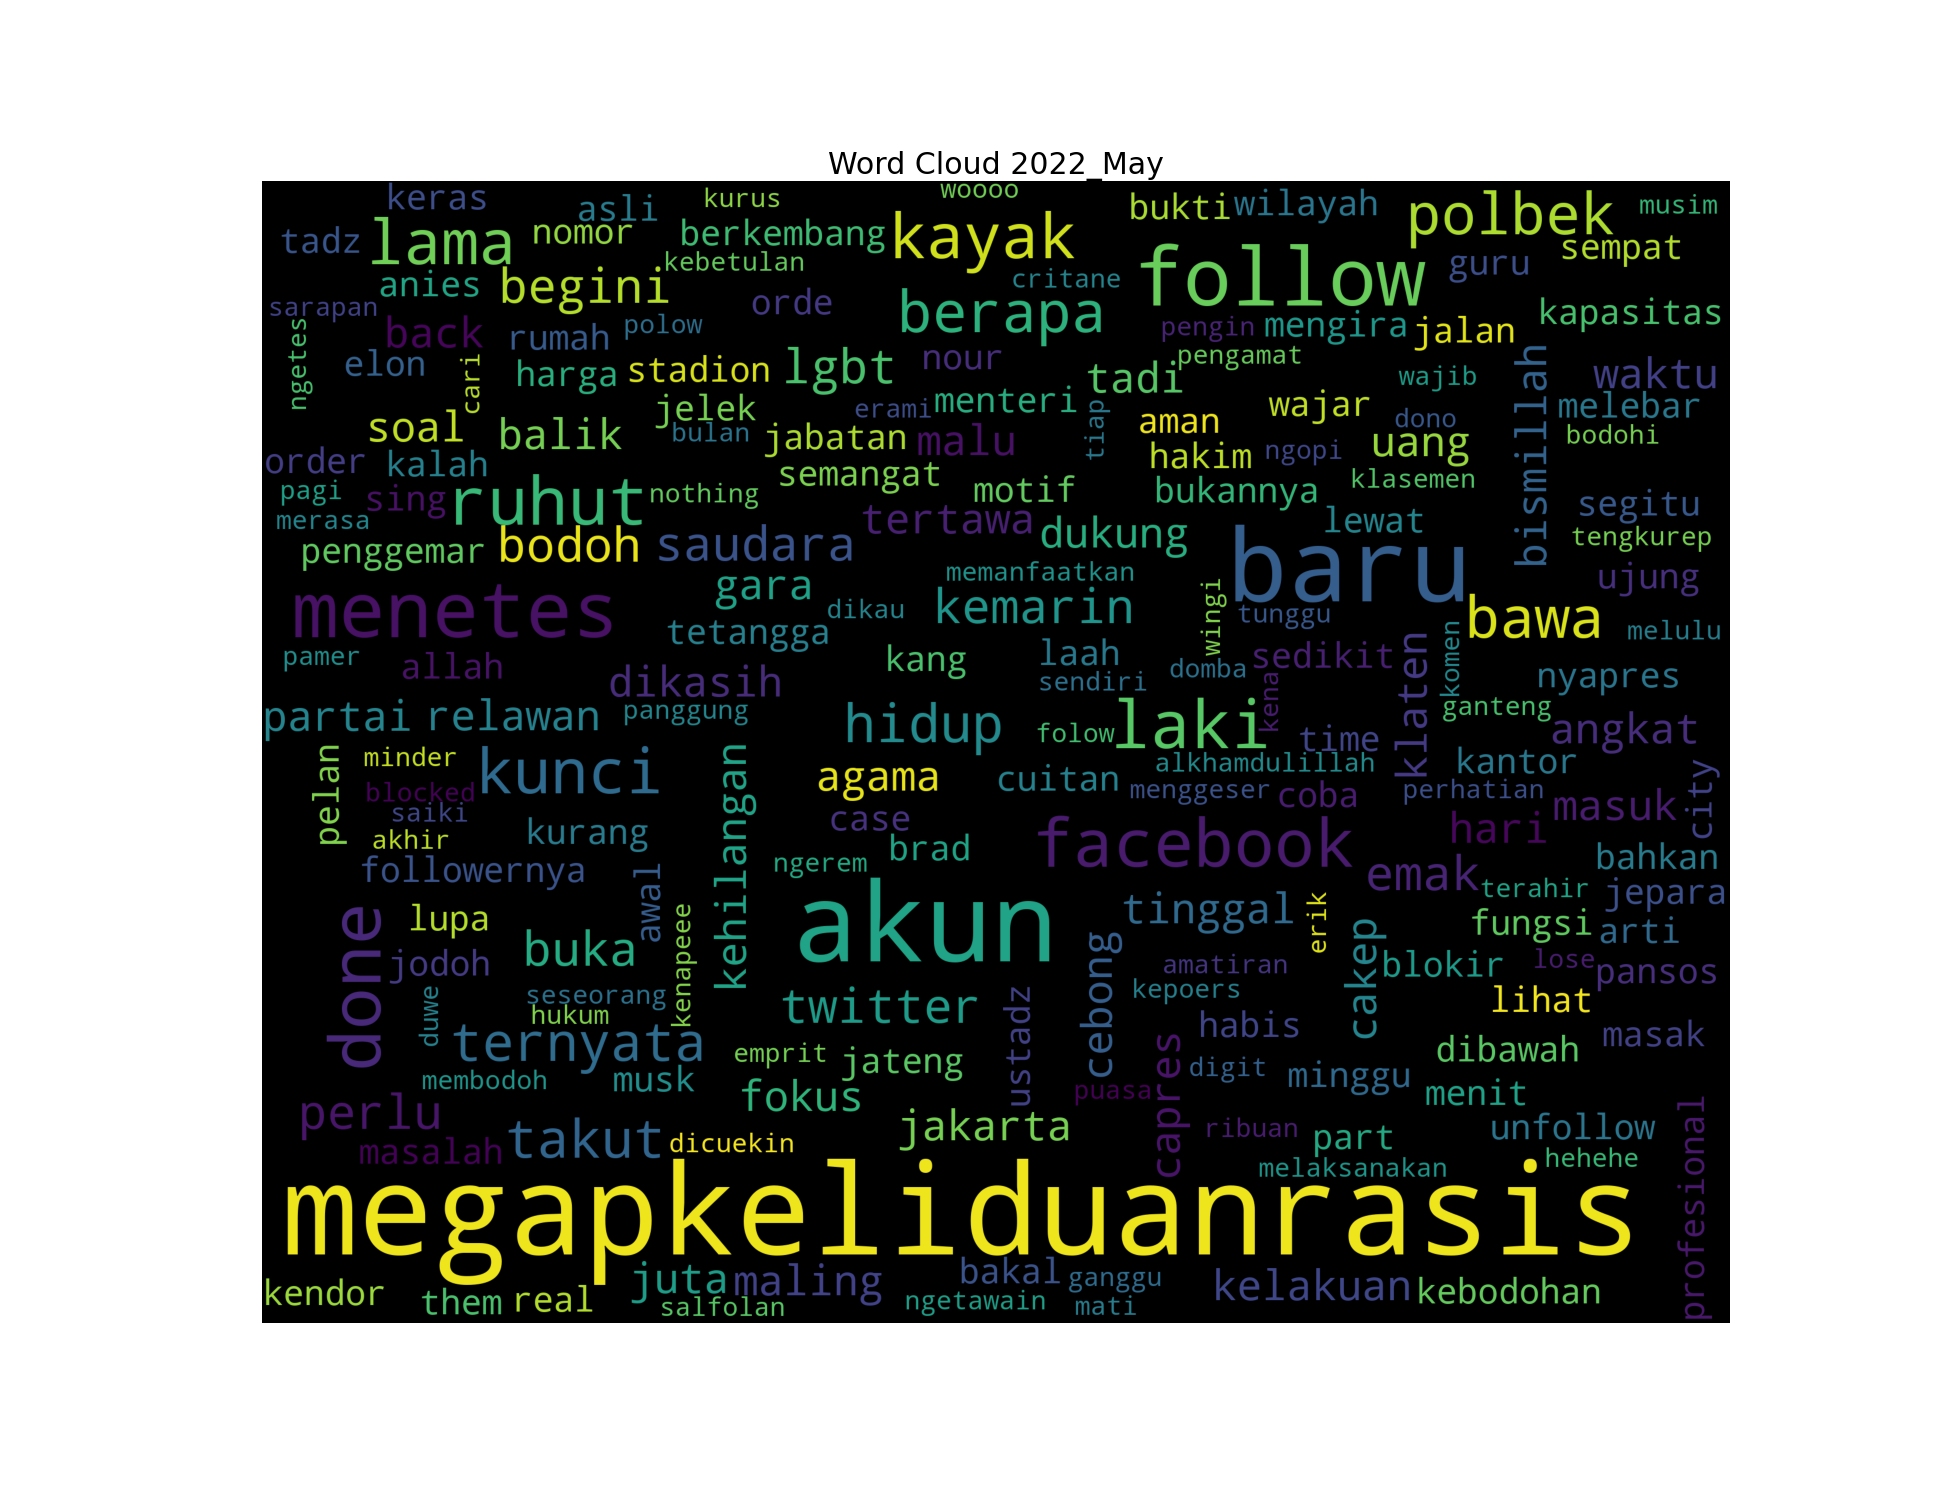 Word Cloud 2022_May
keras asli kurus woooo bukti wilayah polbek musim
tadz lama nomor berkembang kayak follow sempat
anies begini kebetulan critane guru
sarapan orde berapa kapasitas
ngetes back rumah polow pengin mengira jalan
elon cari harga stadion lgbt nour tadi pengamat wajib bismillah waktu
soal balik jelek erami menteri tiap aman wajar dono melebar
bulan jabatan malu hakim ngopi uang bodohi
order kalah semangat klasemen
pagi sing ruhut nothing motif bukannya segitu
merasa bodoh saudara tertawa dukung lewat tengkurep
penggemar baru
menetes gara memanfaatkan ujung
dikau kemarin wingi tunggu bawa
tetangga melulu
pamer allah kang laah domba sedikit klaten komen
dikasih sendiri kena nyapres
partai relawan panggung hidup folow laki time ganteng angkat
pelan minder kunci kehilangan agama cuitan alkhamdulillah kantor city
blocked menggeser coba perhatian masuk
saiki case
akhir kurang brad facebook hari bahkan
followernya awal ngerem emak terahir jepara
done lupa kenapeee akun tinggal erik cakep fungsi arti
jodoh buka cebong amatiran blokir lose pansos
duwe seseorang twitter ustadz kepoers lihat
hukum habis masak
ternyata emprit jateng capres dibawah
membodoh musk puasa digit minggu
perlu fokus menit profesional
masalah takut dicuekin jakarta ribuan part unfollow
melaksanakan hehehe
megapkeliduanrasis
kendor juta maling bakal ganggu kelakuan kebodohan
them real salfolan ngetawain mati